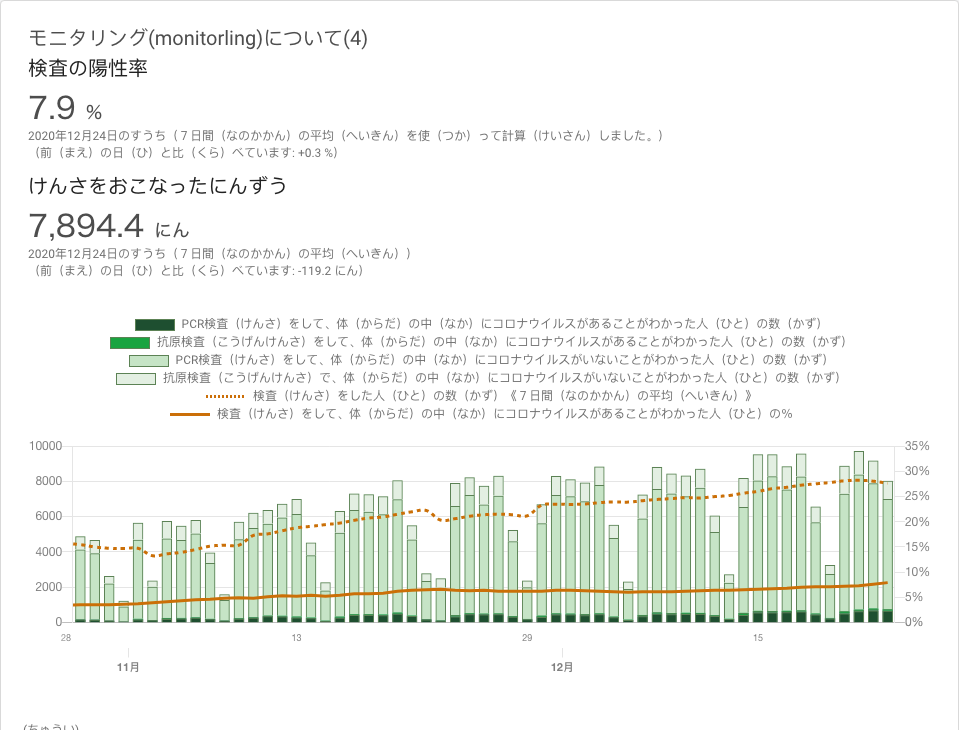 モニタリング(monitorling)について(4)
検査の陽性率
7.9 %
2020年12月24日のすうち（７日間（なのかかん）の平均（へいきん）を使（つか）って計算（けいさん）しました。）
（前（まえ）の日（ひ）と比（くら）べています: +0.3 %）
けんさをおこなったにんずう
7,894.4 にん
2020年12月24日のすうち（７日間（なのかかん）の平均（へいきん））
（前（まえ）の日（ひ）と比（くら）べています: -119.2 にん）
PCR検査（けんさ）をして、体（からだ）の中（なか）にコロナウイルスがあることがわかった人（ひと）の数（かず）
抗原検査（こうげんけんさ）をして、体（からだ）の中（なか）にコロナウイルスがあることがわかった人（ひと）の数（かず）
PCR検査（けんさ）をして、体（からだ）の中（なか）にコロナウイルスがいないことがわかった人（ひと）の数（かず）
抗原検査（こうげんけんさ）で、体（からだ）の中（なか）にコロナウイルスがいないことがわかった人（ひと）の数（かず）
検査（けんさ）をした人（ひと）の数（かず）《７日間（なのかかん）の平均（へいきん）》
検査（けんさ）をして、体（からだ）の中（なか）にコロナウイルスがあることがわかった人（ひと）の％
10000 35%
30%
8000
25%
6000 20%
15%
4000
10%
2000
5%
0 0%
28 13 29 15
11月 12月
(ちゅうい)